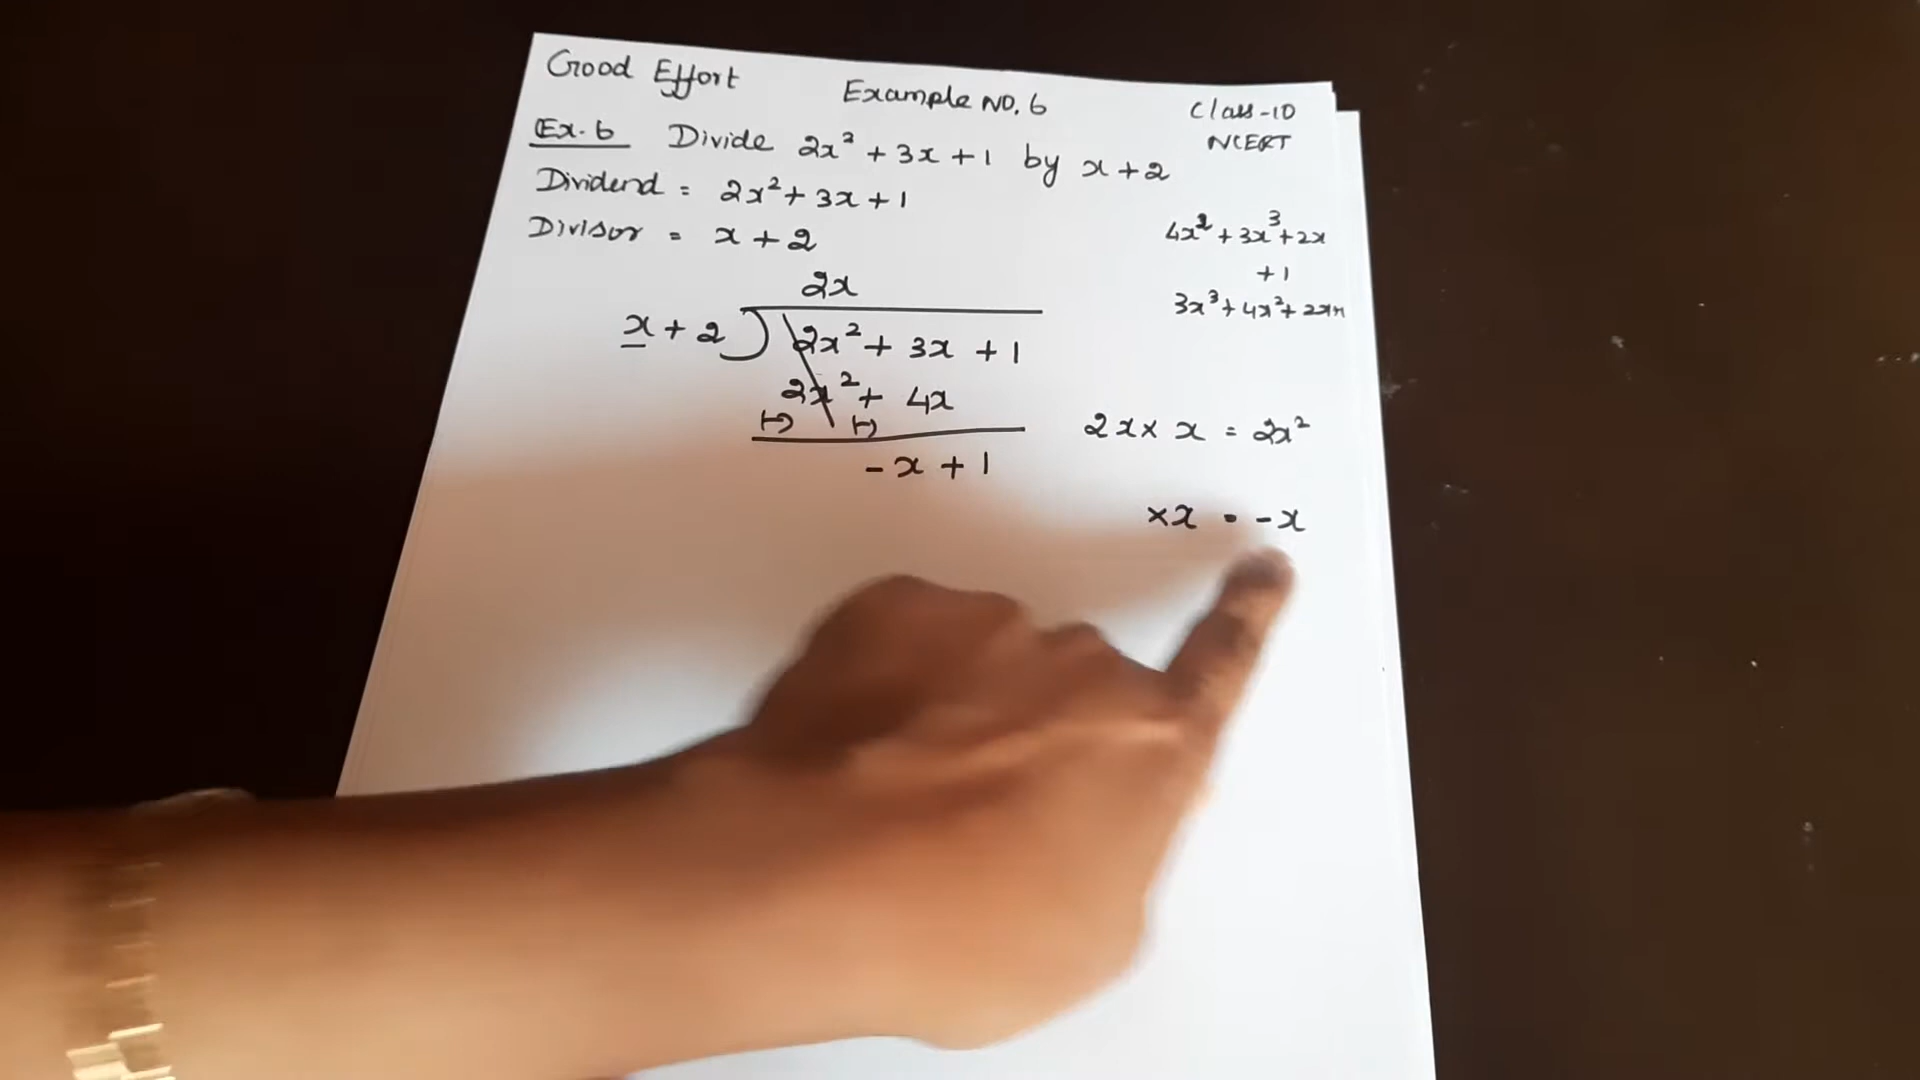 Good Effort Example NO. 6 Class-10
NCERT
Ex. 6 Divide 2x² + 3x + 1 by x + 2
Dividend = 2x² + 3x + 1
Divisor = x + 2
4x² + 3x³ + 2x
+ 1
3x³ + 4x² + 2x+1
2x
x + 2 ) 2x² + 3x + 1
2x² + 4x
(-) (-)
- x + 1
2x × x = 2x²
× x = -x